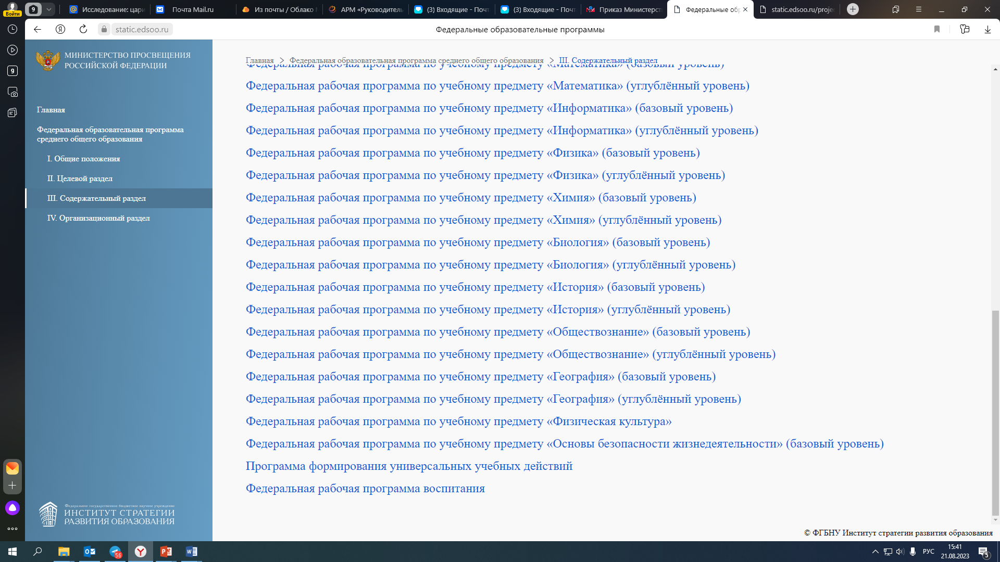 Войти
9
Исследование: цари
Почта Mail.ru
Из почты / Облако
АРМ «Руководитель
(3) Входящие - Почт
(3) Входящие - Почт
Приказ Министерст
Федеральные обр
static.edsoo.ru/projec
static.edsoo.ru
Федеральные образовательные программы
9
МИНИСТЕРСТВО ПРОСВЕЩЕНИЯ
РОССИЙСКОЙ ФЕДЕРАЦИИ
Главная
Федеральная образовательная программа
среднего общего образования
I. Общие положения
II. Целевой раздел
III. Содержательный раздел
IV. Организационный раздел
Федеральное государственное бюджетное научное учреждение
ИНСТИТУТ СТРАТЕГИИ
РАЗВИТИЯ ОБРАЗОВАНИЯ
Главная > Федеральная образовательная программа среднего общего образования > III. Содержательный раздел
Федеральная рабочая программа по учебному предмету «Математика» (базовый уровень)
Федеральная рабочая программа по учебному предмету «Математика» (углублённый уровень)
Федеральная рабочая программа по учебному предмету «Информатика» (базовый уровень)
Федеральная рабочая программа по учебному предмету «Информатика» (углублённый уровень)
Федеральная рабочая программа по учебному предмету «Физика» (базовый уровень)
Федеральная рабочая программа по учебному предмету «Физика» (углублённый уровень)
Федеральная рабочая программа по учебному предмету «Химия» (базовый уровень)
Федеральная рабочая программа по учебному предмету «Химия» (углублённый уровень)
Федеральная рабочая программа по учебному предмету «Биология» (базовый уровень)
Федеральная рабочая программа по учебному предмету «Биология» (углублённый уровень)
Федеральная рабочая программа по учебному предмету «История» (базовый уровень)
Федеральная рабочая программа по учебному предмету «История» (углублённый уровень)
Федеральная рабочая программа по учебному предмету «Обществознание» (базовый уровень)
Федеральная рабочая программа по учебному предмету «Обществознание» (углублённый уровень)
Федеральная рабочая программа по учебному предмету «География» (базовый уровень)
Федеральная рабочая программа по учебному предмету «География» (углублённый уровень)
Федеральная рабочая программа по учебному предмету «Физическая культура»
Федеральная рабочая программа по учебному предмету «Основы безопасности жизнедеятельности» (базовый уровень)
Программа формирования универсальных учебных действий
Федеральная рабочая программа воспитания
© ФГБНУ Институт стратегии развития образования
56
РУС
15:41
21.08.2023
5